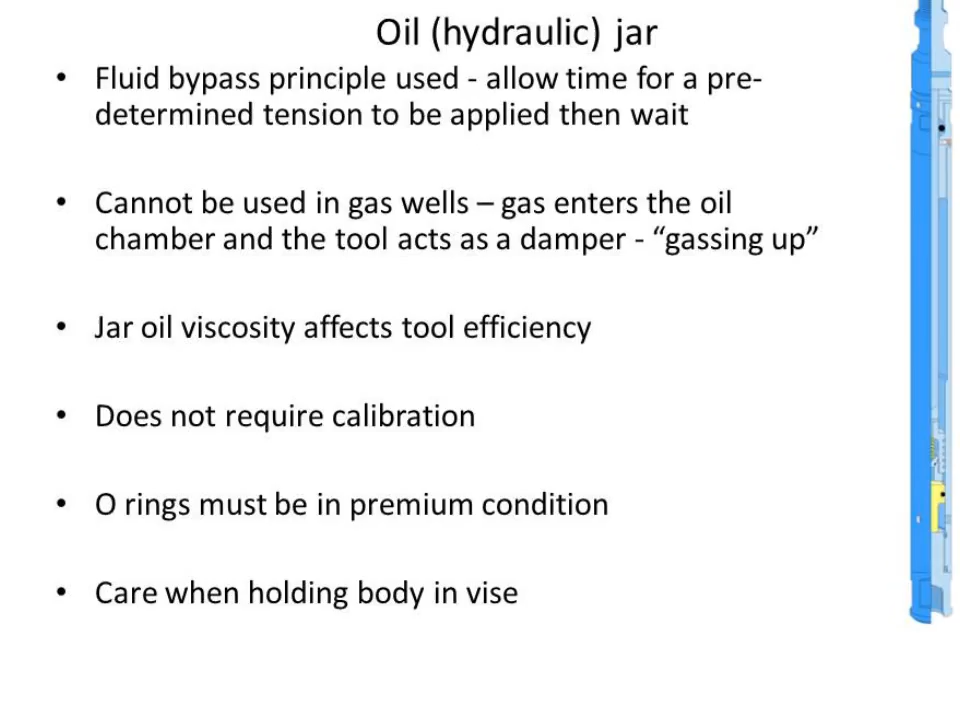 Oil (hydraulic) jar
• Fluid bypass principle used - allow time for a pre-
determined tension to be applied then wait
• Cannot be used in gas wells – gas enters the oil
chamber and the tool acts as a damper - “gassing up”
• Jar oil viscosity affects tool efficiency
• Does not require calibration
• O rings must be in premium condition
• Care when holding body in vise